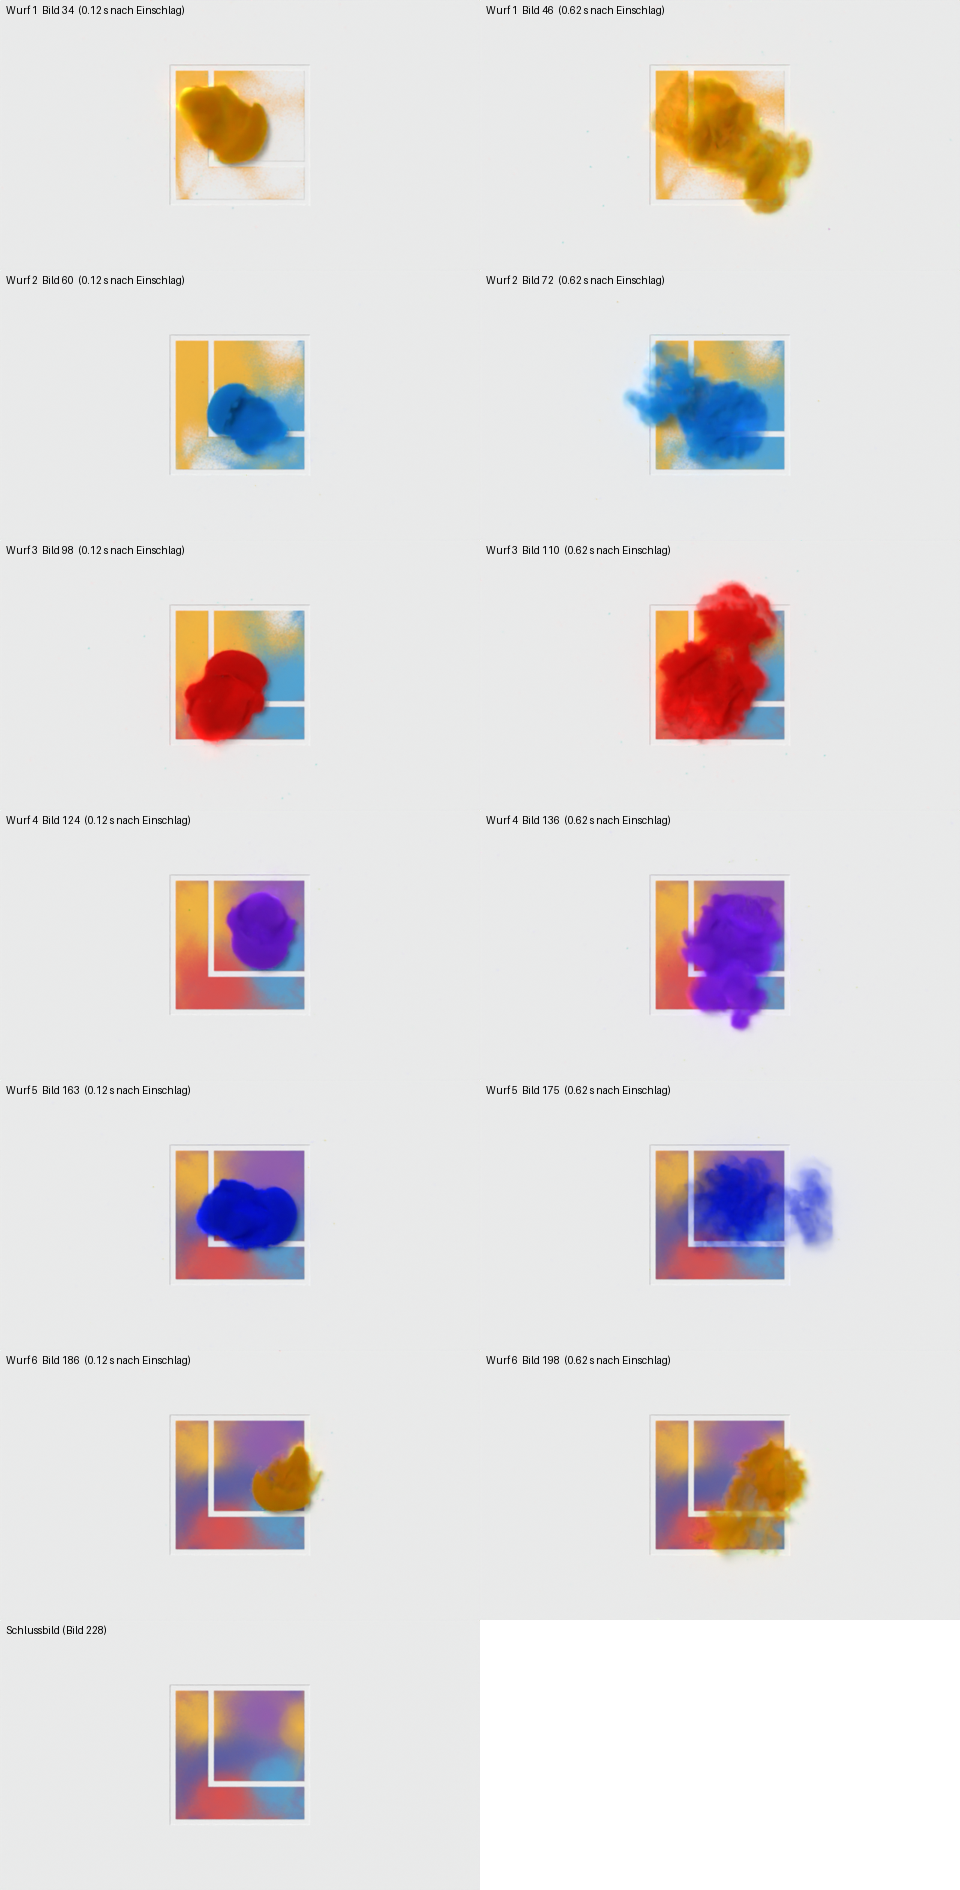 Wurf 1 Bild 34 (0.12 s nach Einschlag)
Wurf 1 Bild 46 (0.62 s nach Einschlag)
Wurf 2 Bild 60 (0.12 s nach Einschlag)
Wurf 2 Bild 72 (0.62 s nach Einschlag)
Wurf 3 Bild 98 (0.12 s nach Einschlag)
Wurf 3 Bild 110 (0.62 s nach Einschlag)
Wurf 4 Bild 124 (0.12 s nach Einschlag)
Wurf 4 Bild 136 (0.62 s nach Einschlag)
Wurf 5 Bild 163 (0.12 s nach Einschlag)
Wurf 5 Bild 175 (0.62 s nach Einschlag)
Wurf 6 Bild 186 (0.12 s nach Einschlag)
Wurf 6 Bild 198 (0.62 s nach Einschlag)
Schlussbild (Bild 228)